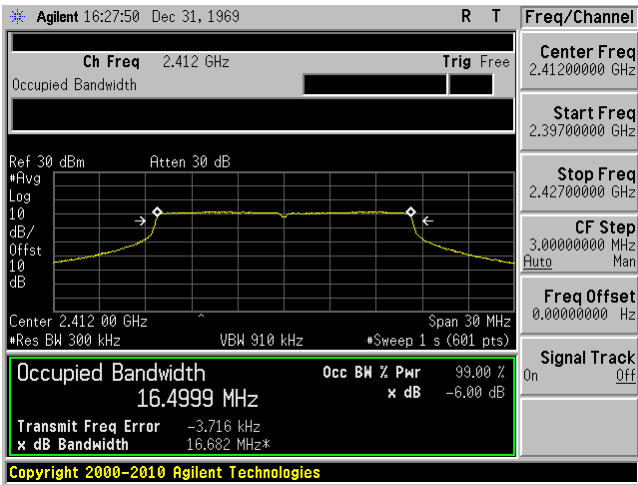 Agilent 16:27:50 Dec 31, 1969 R T
Freq/Channel
Ch Freq 2.412 GHz Trig Free
Occupied Bandwidth
Center Freq
2.41200000 GHz
Start Freq
2.39700000 GHz
Stop Freq
2.42700000 GHz
CF Step
3.00000000 MHz
Auto Man
Freq Offset
0.00000000 Hz
Signal Track
On Off
Ref 30 dBm Atten 30 dB
#Avg
Log
10
dB/
Offst
10
dB
Center 2.412 00 GHz Span 30 MHz
#Res BW 300 kHz VBW 910 kHz #Sweep 1 s (601 pts)
Occupied Bandwidth Occ BW % Pwr 99.00 %
16.4999 MHz x dB -6.00 dB
Transmit Freq Error -3.716 kHz
x dB Bandwidth 16.682 MHz*
Copyright 2000-2010 Agilent Technologies